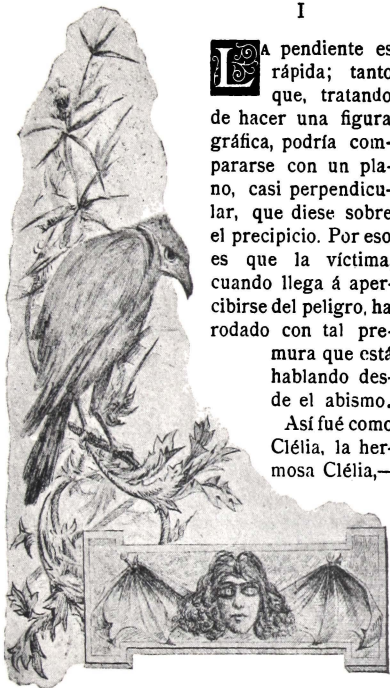 I
LA pendiente es
rápida; tanto
que, tratando
de hacer una figura
gráfica, podría com-
pararse con un pla-
no, casi perpendicu-
lar, que diese sobre
el precipicio. Por eso
es que la víctima
cuando llega á aper-
cibirse del peligro, ha
rodado con tal pre-
mura que está
hablando des-
de el abismo.
Así fué como
Clélia, la her-
mosa Clélia,—